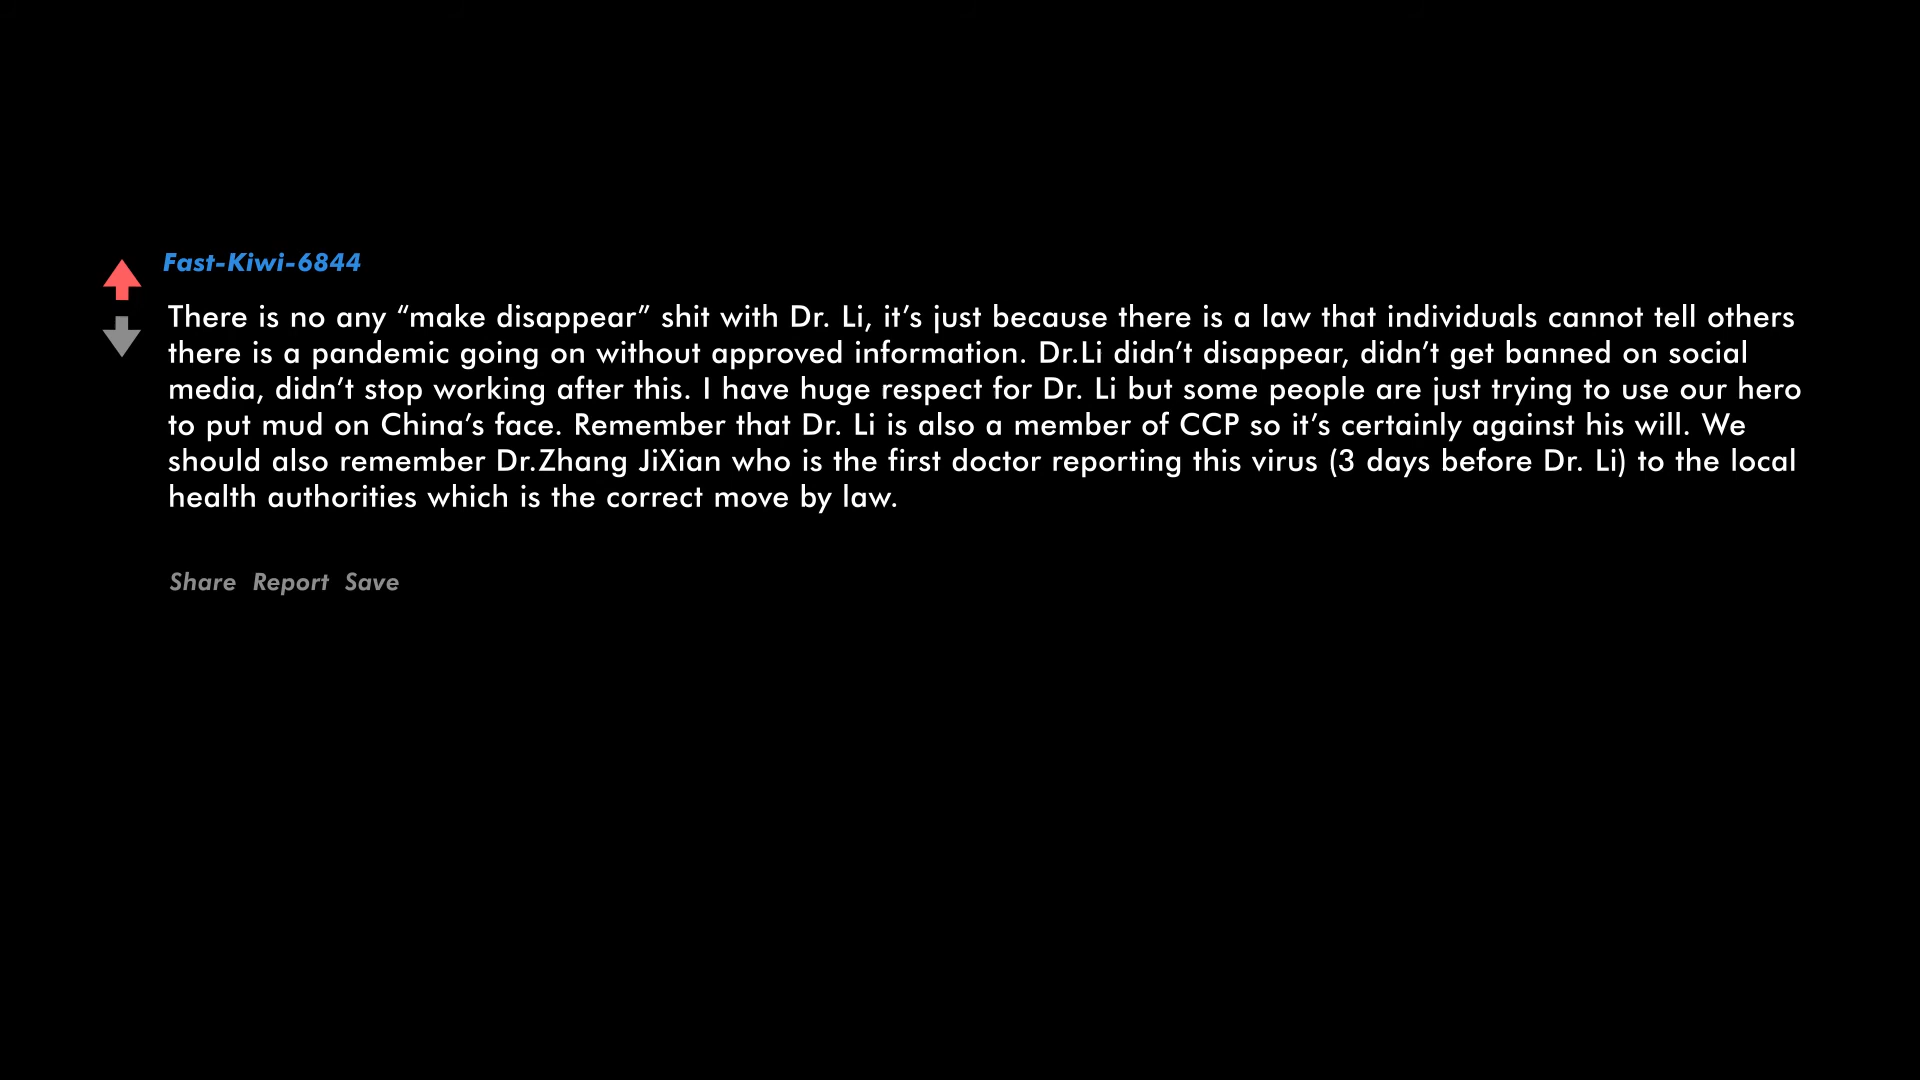 Fast-Kiwi-6844
There is no any “make disappear” shit with Dr. Li, it’s just because there is a law that individuals cannot tell others
there is a pandemic going on without approved information. Dr.Li didn’t disappear, didn’t get banned on social
media, didn’t stop working after this. I have huge respect for Dr. Li but some people are just trying to use our hero
to put mud on China’s face. Remember that Dr. Li is also a member of CCP so it’s certainly against his will. We
should also remember Dr.Zhang JiXian who is the first doctor reporting this virus (3 days before Dr. Li) to the local
health authorities which is the correct move by law.
Share Report Save